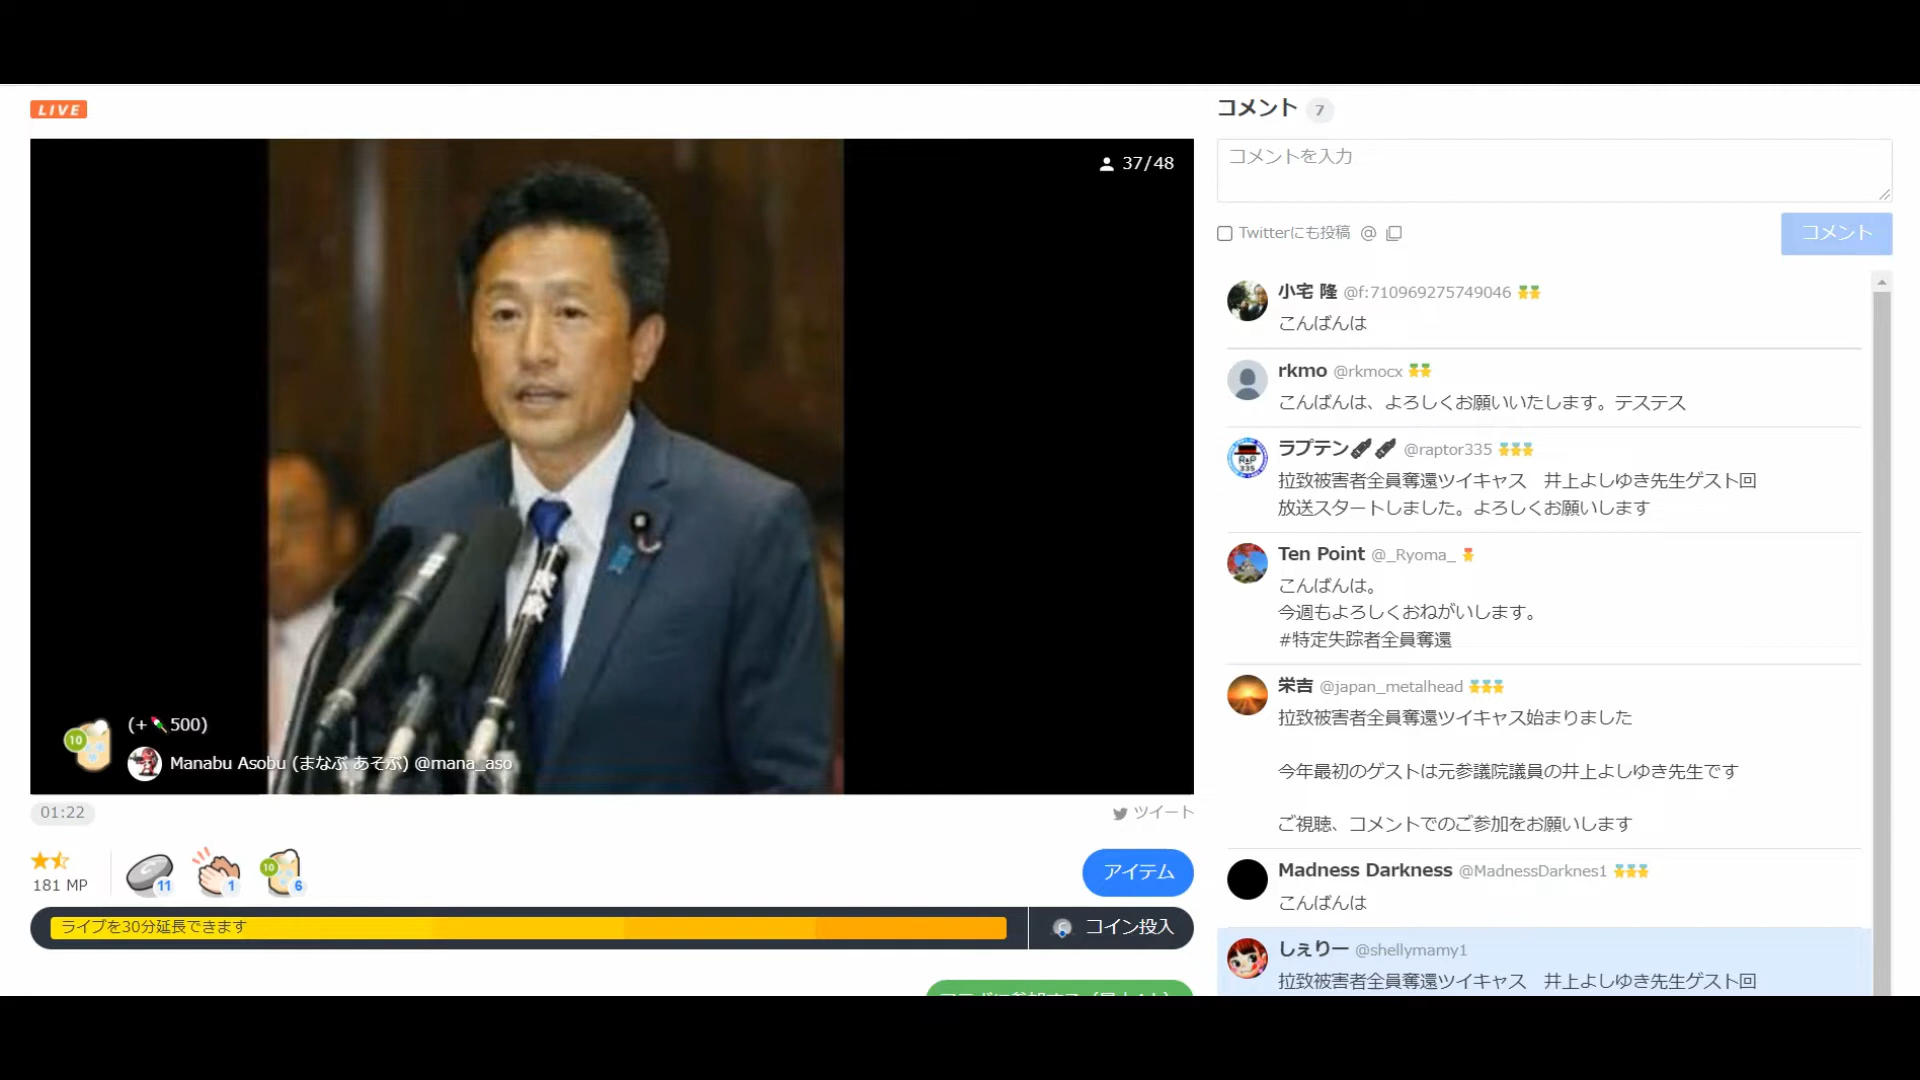 LIVE
37/48
(+500)
10
Manabu Asobu (まなぶ あそぶ) @mana_aso
01:22
ツイート
181 MP
11
1
10
6
アイテム
ライブを30分延長できます
コイン投入
コメント 7
コメントを入力
Twitterにも投稿 @
コメント
小宅 隆 @f:710969275749046
こんばんは
rkmo @rkmocx
こんばんは、よろしくお願いいたします。テステス
ラプテン @raptor335
拉致被害者全員奪還ツイキャス　井上よしゆき先生ゲスト回
放送スタートしました。よろしくお願いします
Ten Point @_Ryoma_
こんばんは。
今週もよろしくおねがいします。
#特定失踪者全員奪還
栄吉 @japan_metalhead
拉致被害者全員奪還ツイキャス始まりました
今年最初のゲストは元参議院議員の井上よしゆき先生です
ご視聴、コメントでのご参加をお願いします
Madness Darkness @MadnessDarknes1
こんばんは
しぇりー @shellymamy1
拉致被害者全員奪還ツイキャス　井上よしゆき先生ゲスト回